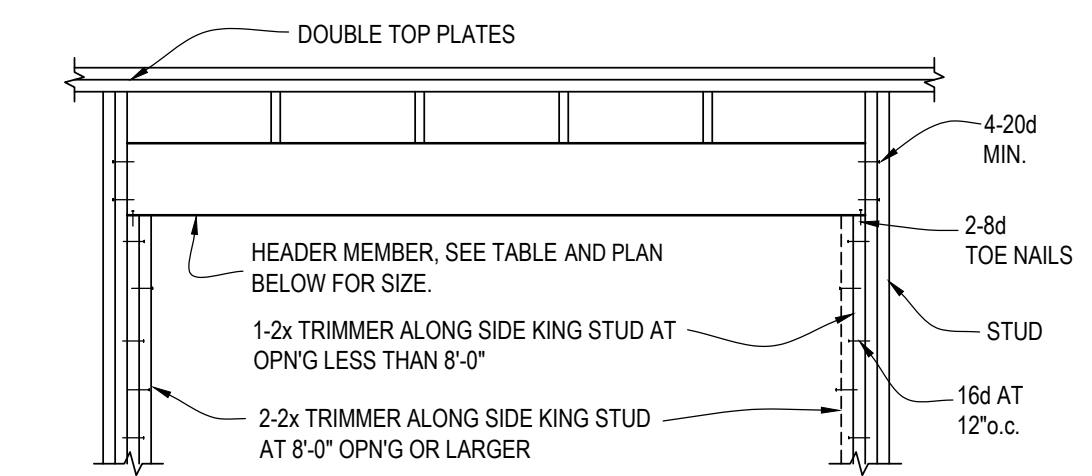 DOUBLE TOP PLATES
4-20d
MIN.
2-8d
TOE NAILS
HEADER MEMBER, SEE TABLE AND PLAN
BELOW FOR SIZE.
1-2x TRIMMER ALONG SIDE KING STUD AT
OPN'G LESS THAN 8'-0"
STUD
2-2x TRIMMER ALONG SIDE KING STUD
AT 8'-0" OPN'G OR LARGER
16d AT
12"o.c.